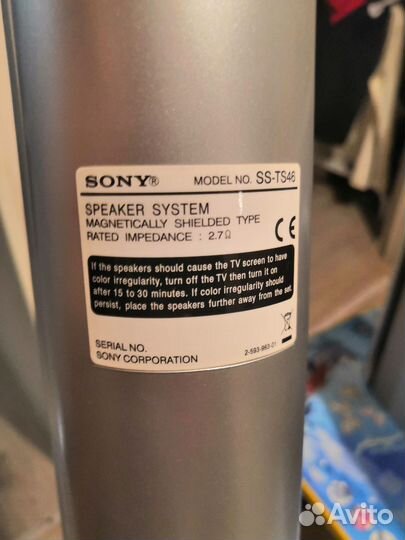 SONY® MODEL NO. SS-TS46
SPEAKER SYSTEM
MAGNETICALLY SHIELDED TYPE
RATED IMPEDANCE : 2.7Ω
CE
If the speakers should cause the TV screen to have
color irregularity, turn off the TV then turn it on
after 15 to 30 minutes. If color irregularity should
persist, place the speakers further away from the set.
SERIAL NO.
SONY CORPORATION 2-593-963-01
Avito